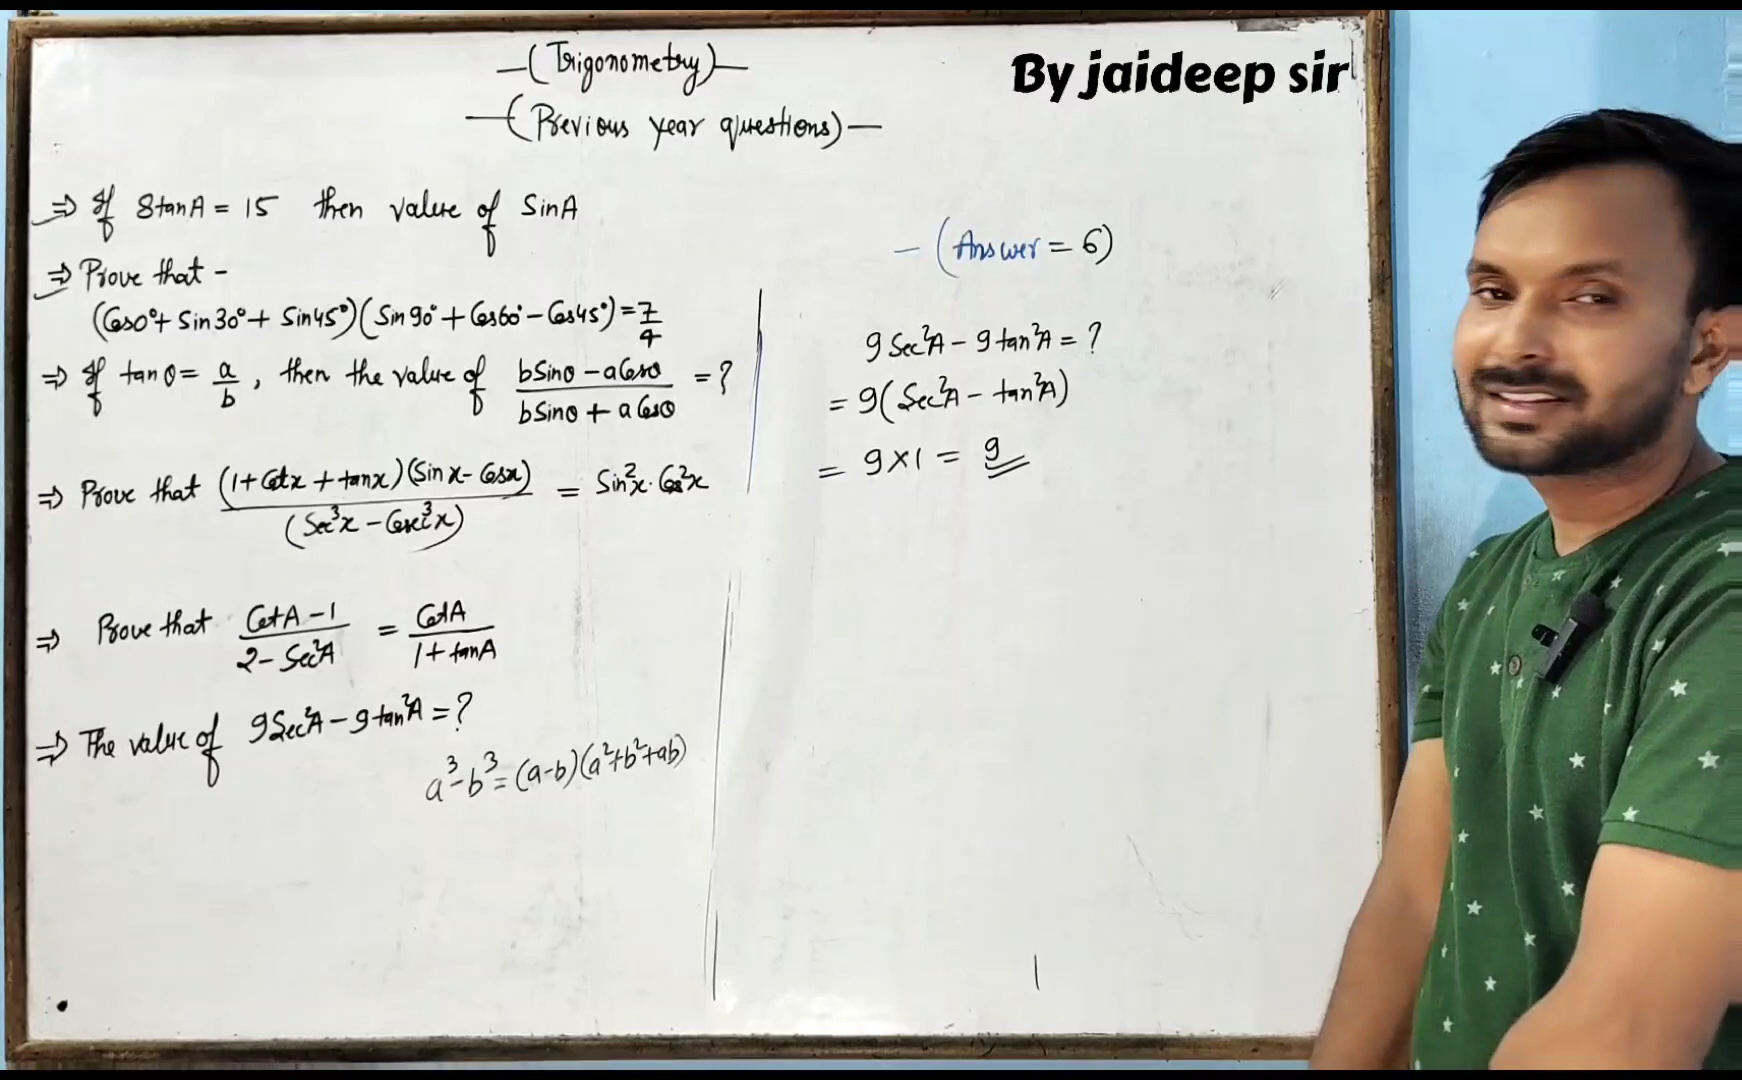 —(Trigonometry)—
By jaideep sir
—(Previous year questions)—
⇒ If 8tanA = 15 then value of SinA
⇒ Prove that -
(Cos0° + Sin30° + Sin45°)(Sin90° + Cos60° - Cos45°) = 7/4
⇒ If tanθ = a/b, then the value of (bSinθ - aCosθ)/(bSinθ + aCosθ) = ?
⇒ Prove that (1 + Cotx + tanx)(Sinx - Cosx)/(Sec³x - Cosec³x) = Sin²x·Cos²x
⇒ Prove that (CotA - 1)/(2 - Sec²A) = CotA/(1 + tanA)
⇒ The value of 9Sec²A - 9tan²A = ?
a³ - b³ = (a-b)(a²+b²+ab)
- (Answer = 6)
9Sec²A - 9tan²A = ?
= 9(Sec²A - tan²A)
= 9×1 = 9